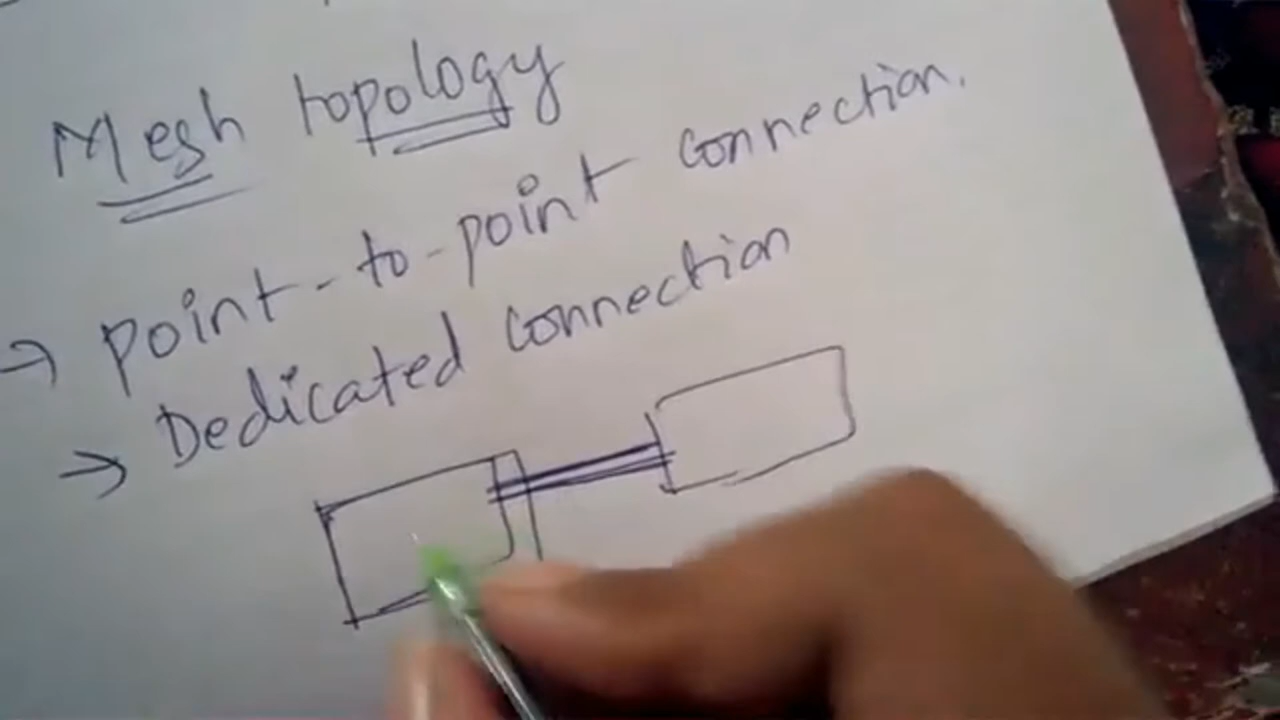 Mesh topology
→ point-to-point connection.
→ Dedicated connection